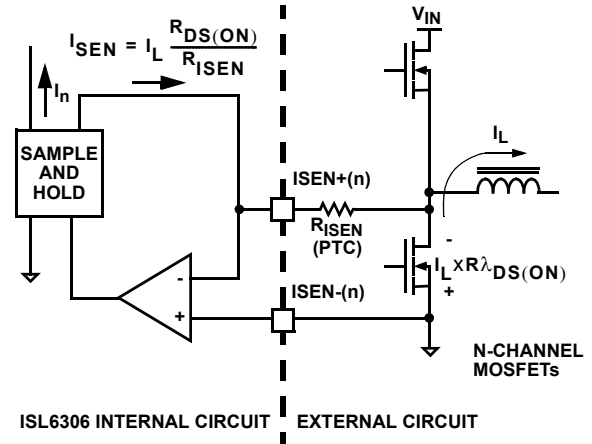 V_IN
I_SEN = I_L R_DS(ON) / R_ISEN
I_n
I_L
SAMPLE
AND
HOLD
ISEN+(n)
R_ISEN
(PTC)
-
I_L xRλ_DS(ON)
+
ISEN-(n)
-
+
N-CHANNEL
MOSFETs
ISL6306 INTERNAL CIRCUIT
EXTERNAL CIRCUIT